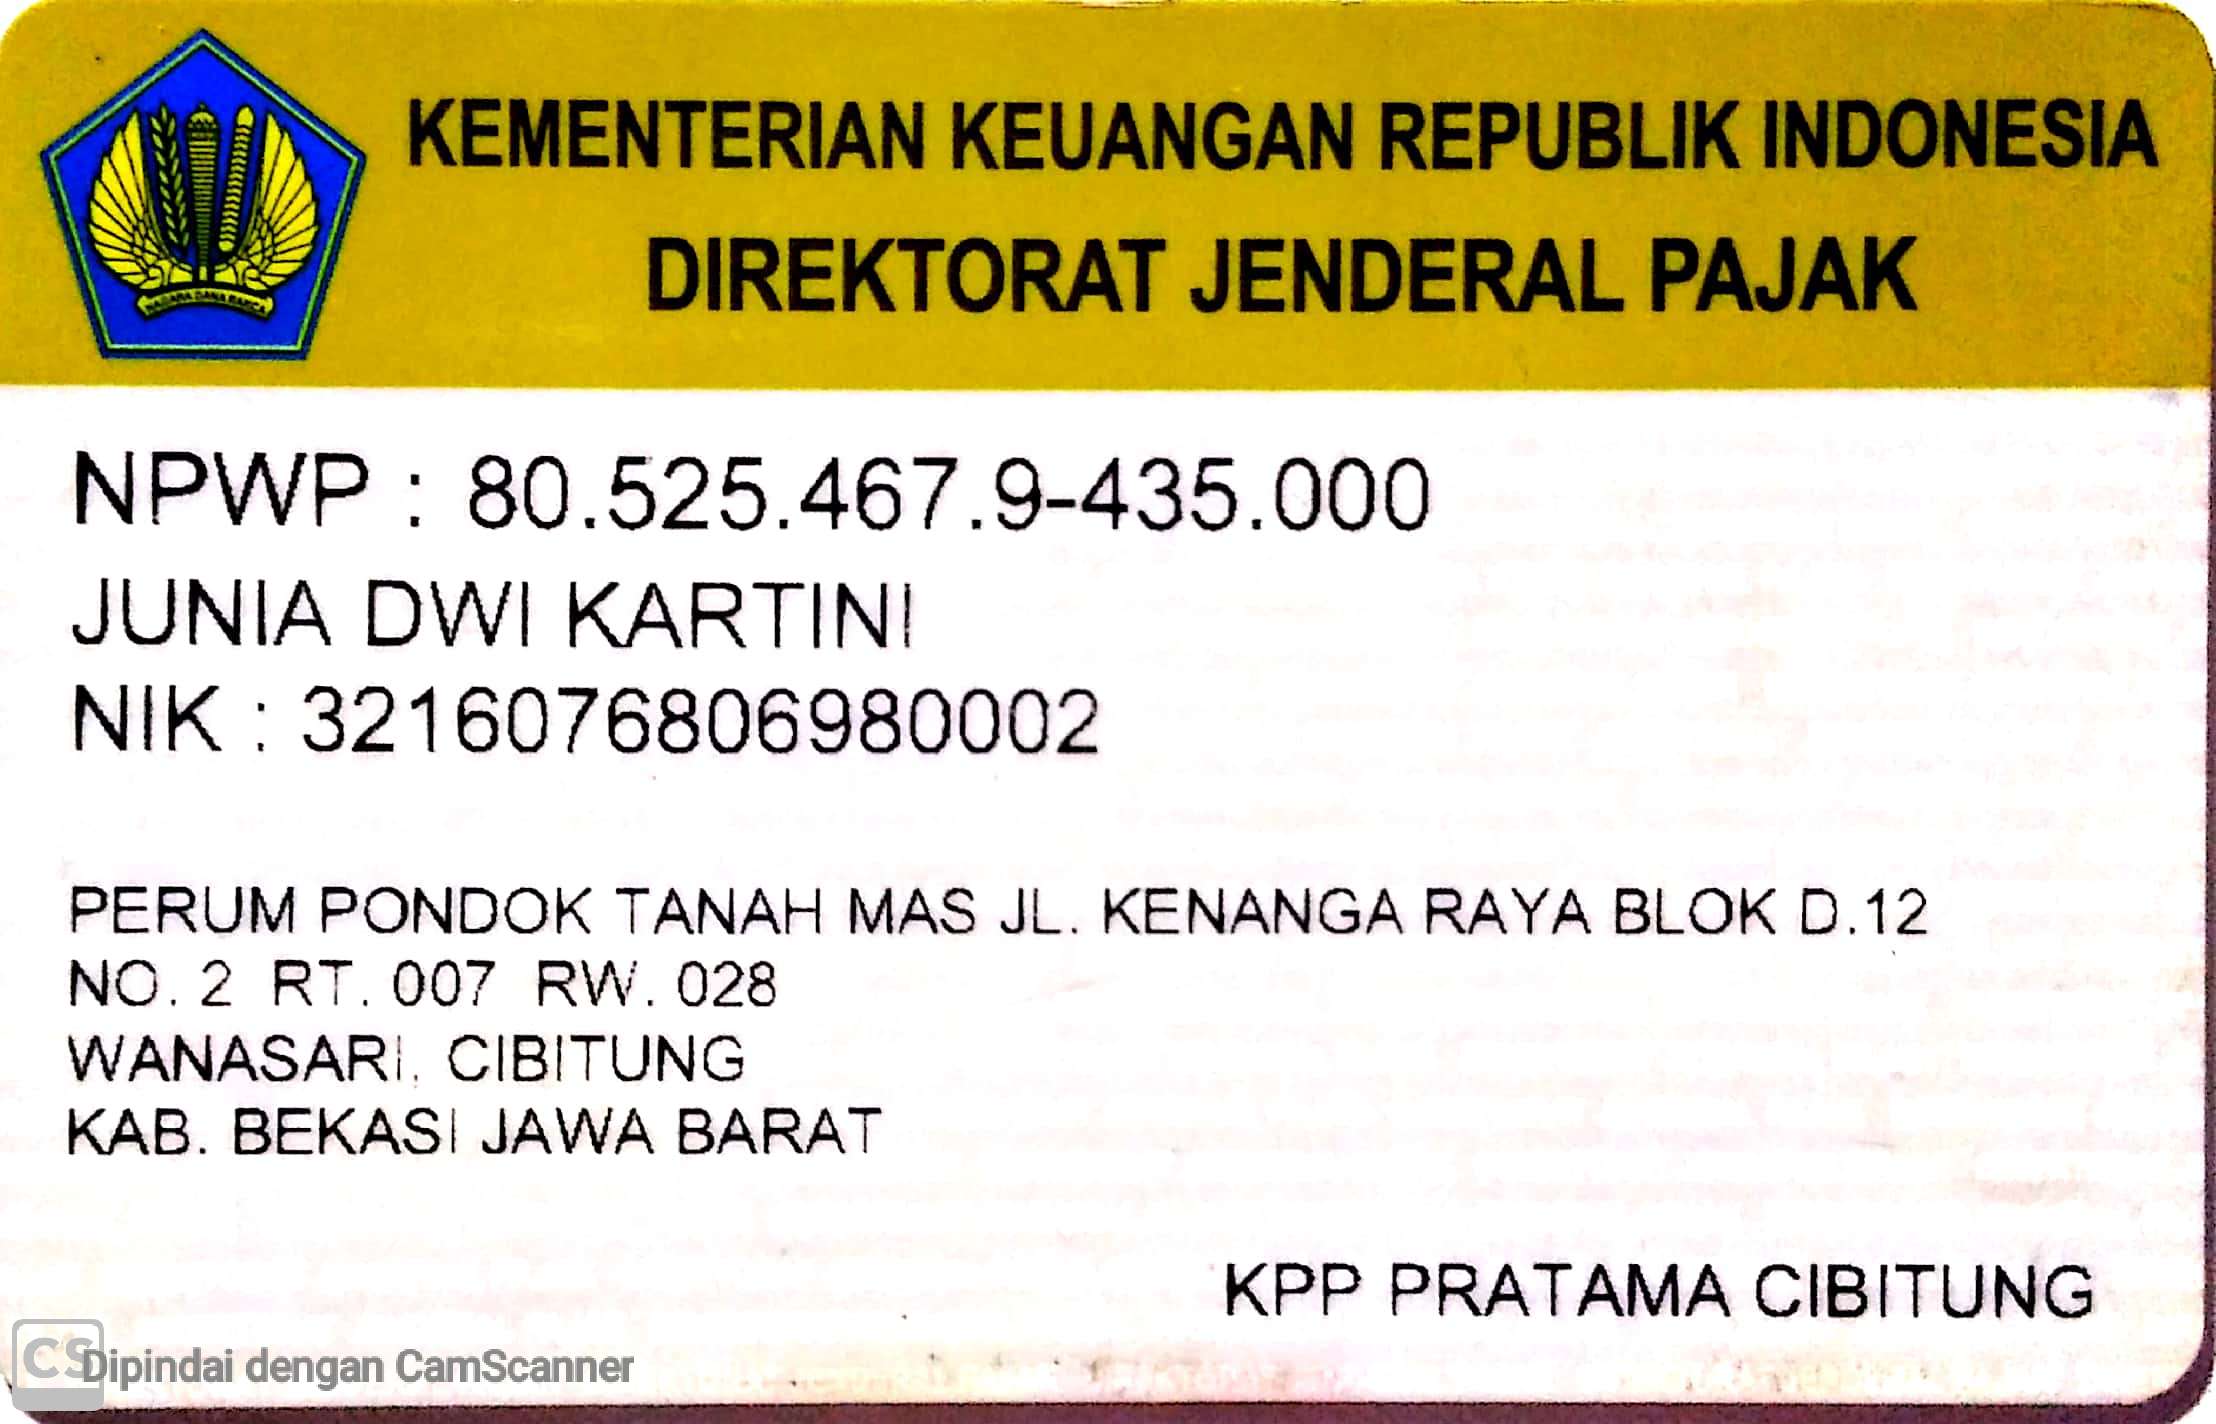 KEMENTERIAN KEUANGAN REPUBLIK INDONESIA
DIREKTORAT JENDERAL PAJAK
NAGARA DANA RAKCA
NPWP : 80.525.467.9-435.000
JUNIA DWI KARTINI
NIK : 3216076806980002
PERUM PONDOK TANAH MAS JL. KENANGA RAYA BLOK D.12
NO. 2 RT. 007 RW. 028
WANASARI, CIBITUNG
KAB. BEKASI JAWA BARAT
KPP PRATAMA CIBITUNG
CS Dipindai dengan CamScanner